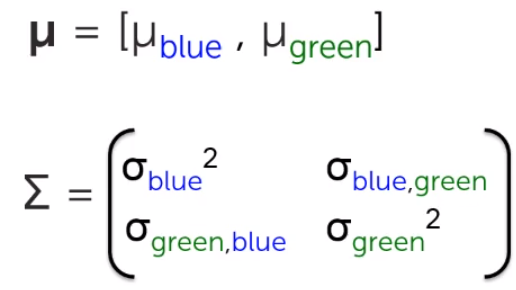 μ = [μblue , μgreen]
Σ = ( σblue² σblue,green
σgreen,blue σgreen² )